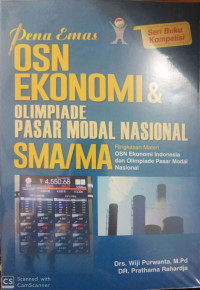 Pena Emas
Seri Buku
Kompetisi
OSN
EKONOMI &
OLIMPIADE
PASAR MODAL NASIONAL
SMA/MA
Ringkasan Materi
OSN Ekonomi Indonesia
dan Olimpiade Pasar Modal
Nasional
4,550.68
Drs. Wiji Purwanta, M.Pd
DR. Prathama Rahardja
CS
Scanned with
CamScanner